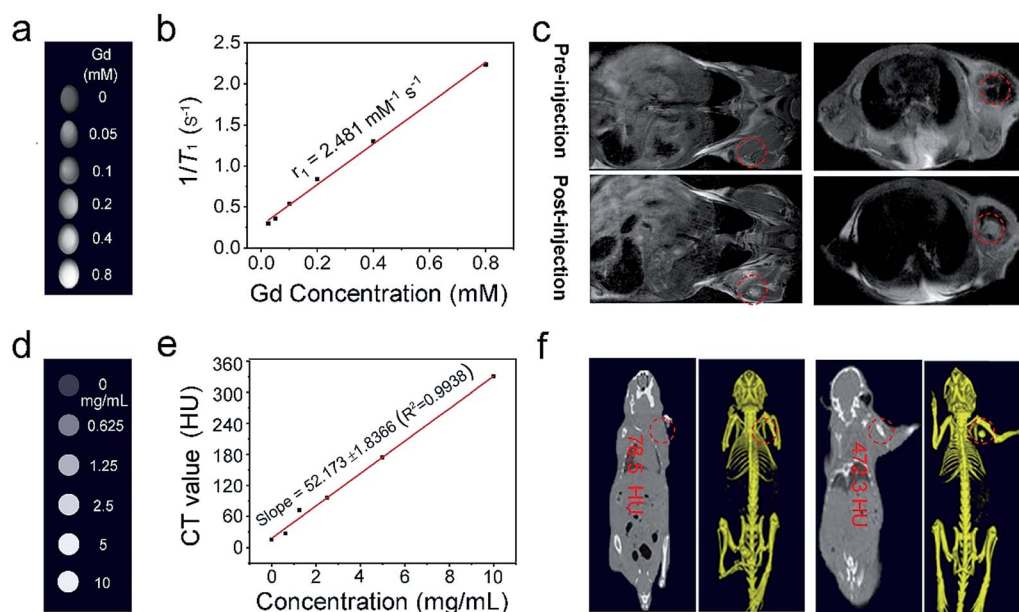 a
Gd
(mM)
0
0.05
0.1
0.2
0.4
0.8
b
2.5
2.0
1.5
1.0
0.5
0.0
1/T₁ (s⁻¹)
r₁ = 2.481 mM⁻¹ s⁻¹
0.0 0.2 0.4 0.6 0.8
Gd Concentration (mM)
c
Pre-injection
Post-injection
d
0
mg/mL
0.625
1.25
2.5
5
10
e
360
300
240
180
120
60
0
CT value (HU)
Slope = 52.173 ±1.8366 (R²=0.9938)
0 2 4 6 8 10
Concentration (mg/mL)
f
78.6 HU
472.3 HU